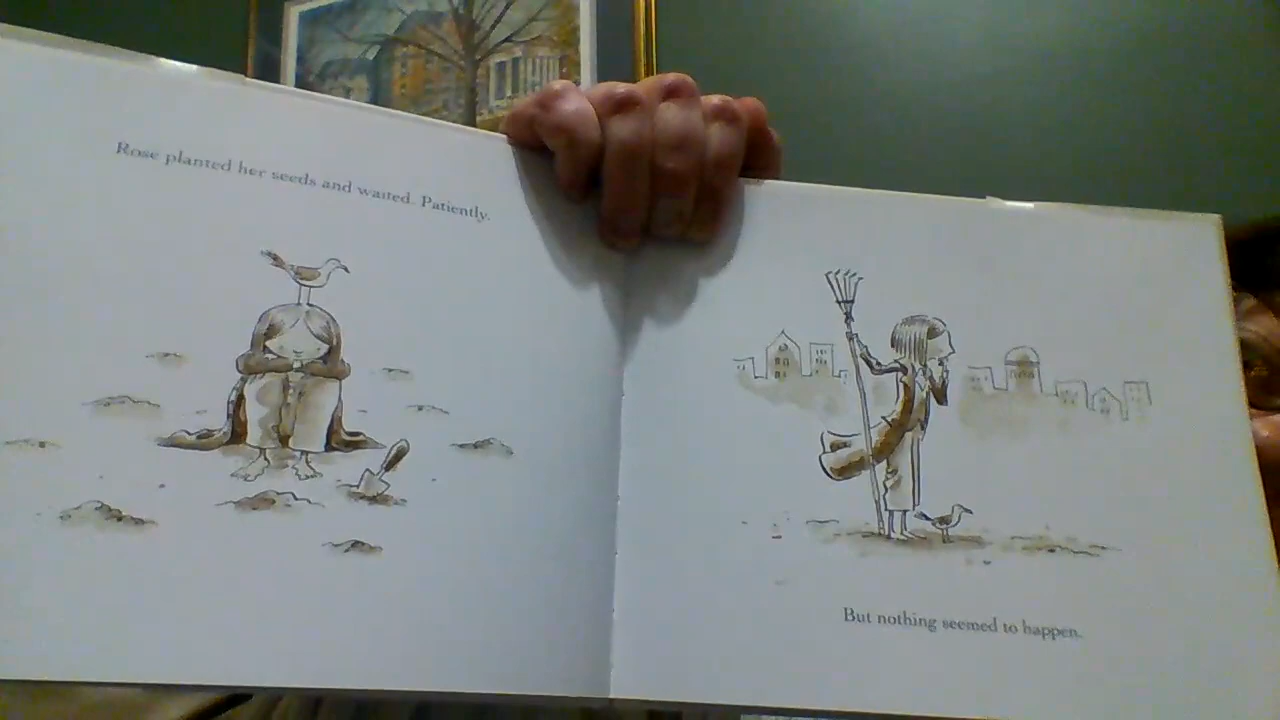 Rose planted her seeds and waited. Patiently.
But nothing seemed to happen.